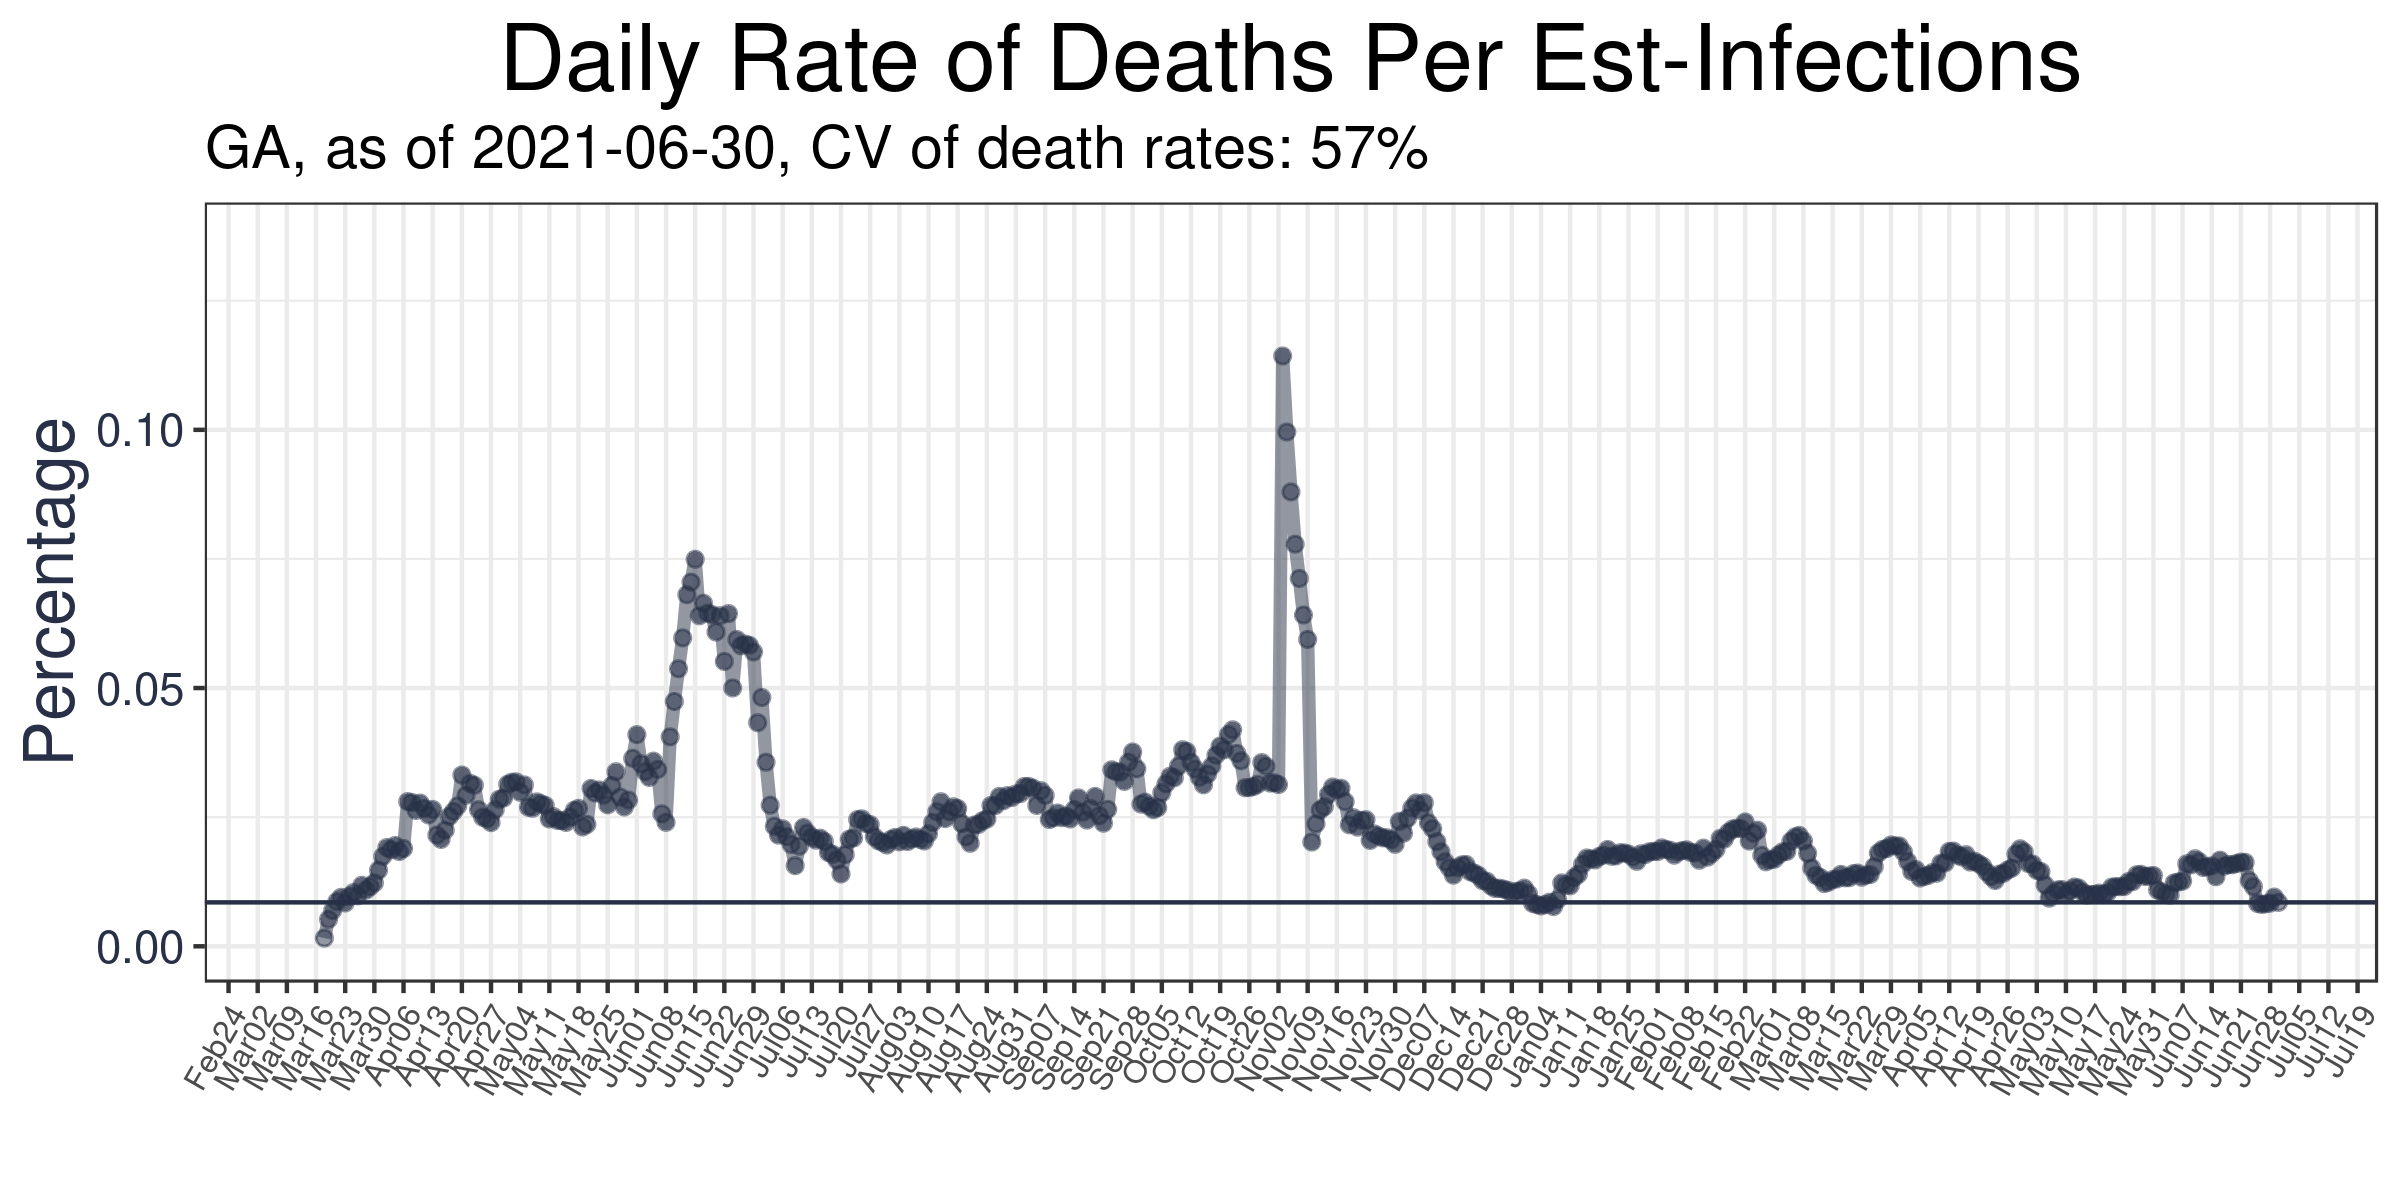 Daily Rate of Deaths Per Est-Infections
GA, as of 2021-06-30, CV of death rates: 57%
Percentage
0.10
0.05
0.00
Feb24
Mar02
Mar09
Mar16
Mar23
Mar30
Apr06
Apr13
Apr20
Apr27
May04
May11
May18
May25
Jun01
Jun08
Jun15
Jun22
Jun29
Jul06
Jul13
Jul20
Jul27
Aug03
Aug10
Aug17
Aug24
Aug31
Sep07
Sep14
Sep21
Sep28
Oct05
Oct12
Oct19
Oct26
Nov02
Nov09
Nov16
Nov23
Nov30
Dec07
Dec14
Dec21
Dec28
Jan04
Jan11
Jan18
Jan25
Feb01
Feb08
Feb15
Feb22
Mar01
Mar08
Mar15
Mar22
Mar29
Apr05
Apr12
Apr19
Apr26
May03
May10
May17
May24
May31
Jun07
Jun14
Jun21
Jun28
Jul05
Jul12
Jul19